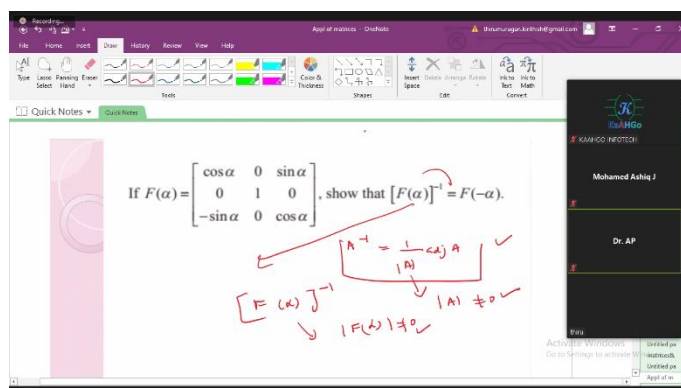 Recording...
Appl of matrices - OneNote
thirumurugan.kirthish@gmail.com
File Home Insert Draw History Review View Help
Type Lasso Select Panning Hand Eraser
Color & Thickness
Insert Space Delete Arrange Rotate
Ink to Text Ink to Math
Tools Shapes Edit Convert
Quick Notes
Quick Notes
If F(α) = [cos α 0 sin α
0 1 0
−sin α 0 cos α], show that [F(α)]⁻¹ = F(−α).
A⁻¹ = 1/|A| adj A
[F(α)]⁻¹
|A| ≠ 0
|F(α)| ≠ 0
KaAHGo
INFOTECH
KAAHGO INFOTECH
Mohamed Ashiq J
Dr. AP
thiru
Activate Windows
Go to Settings to activate
Untitled pa
Untitled pa
Appl of m